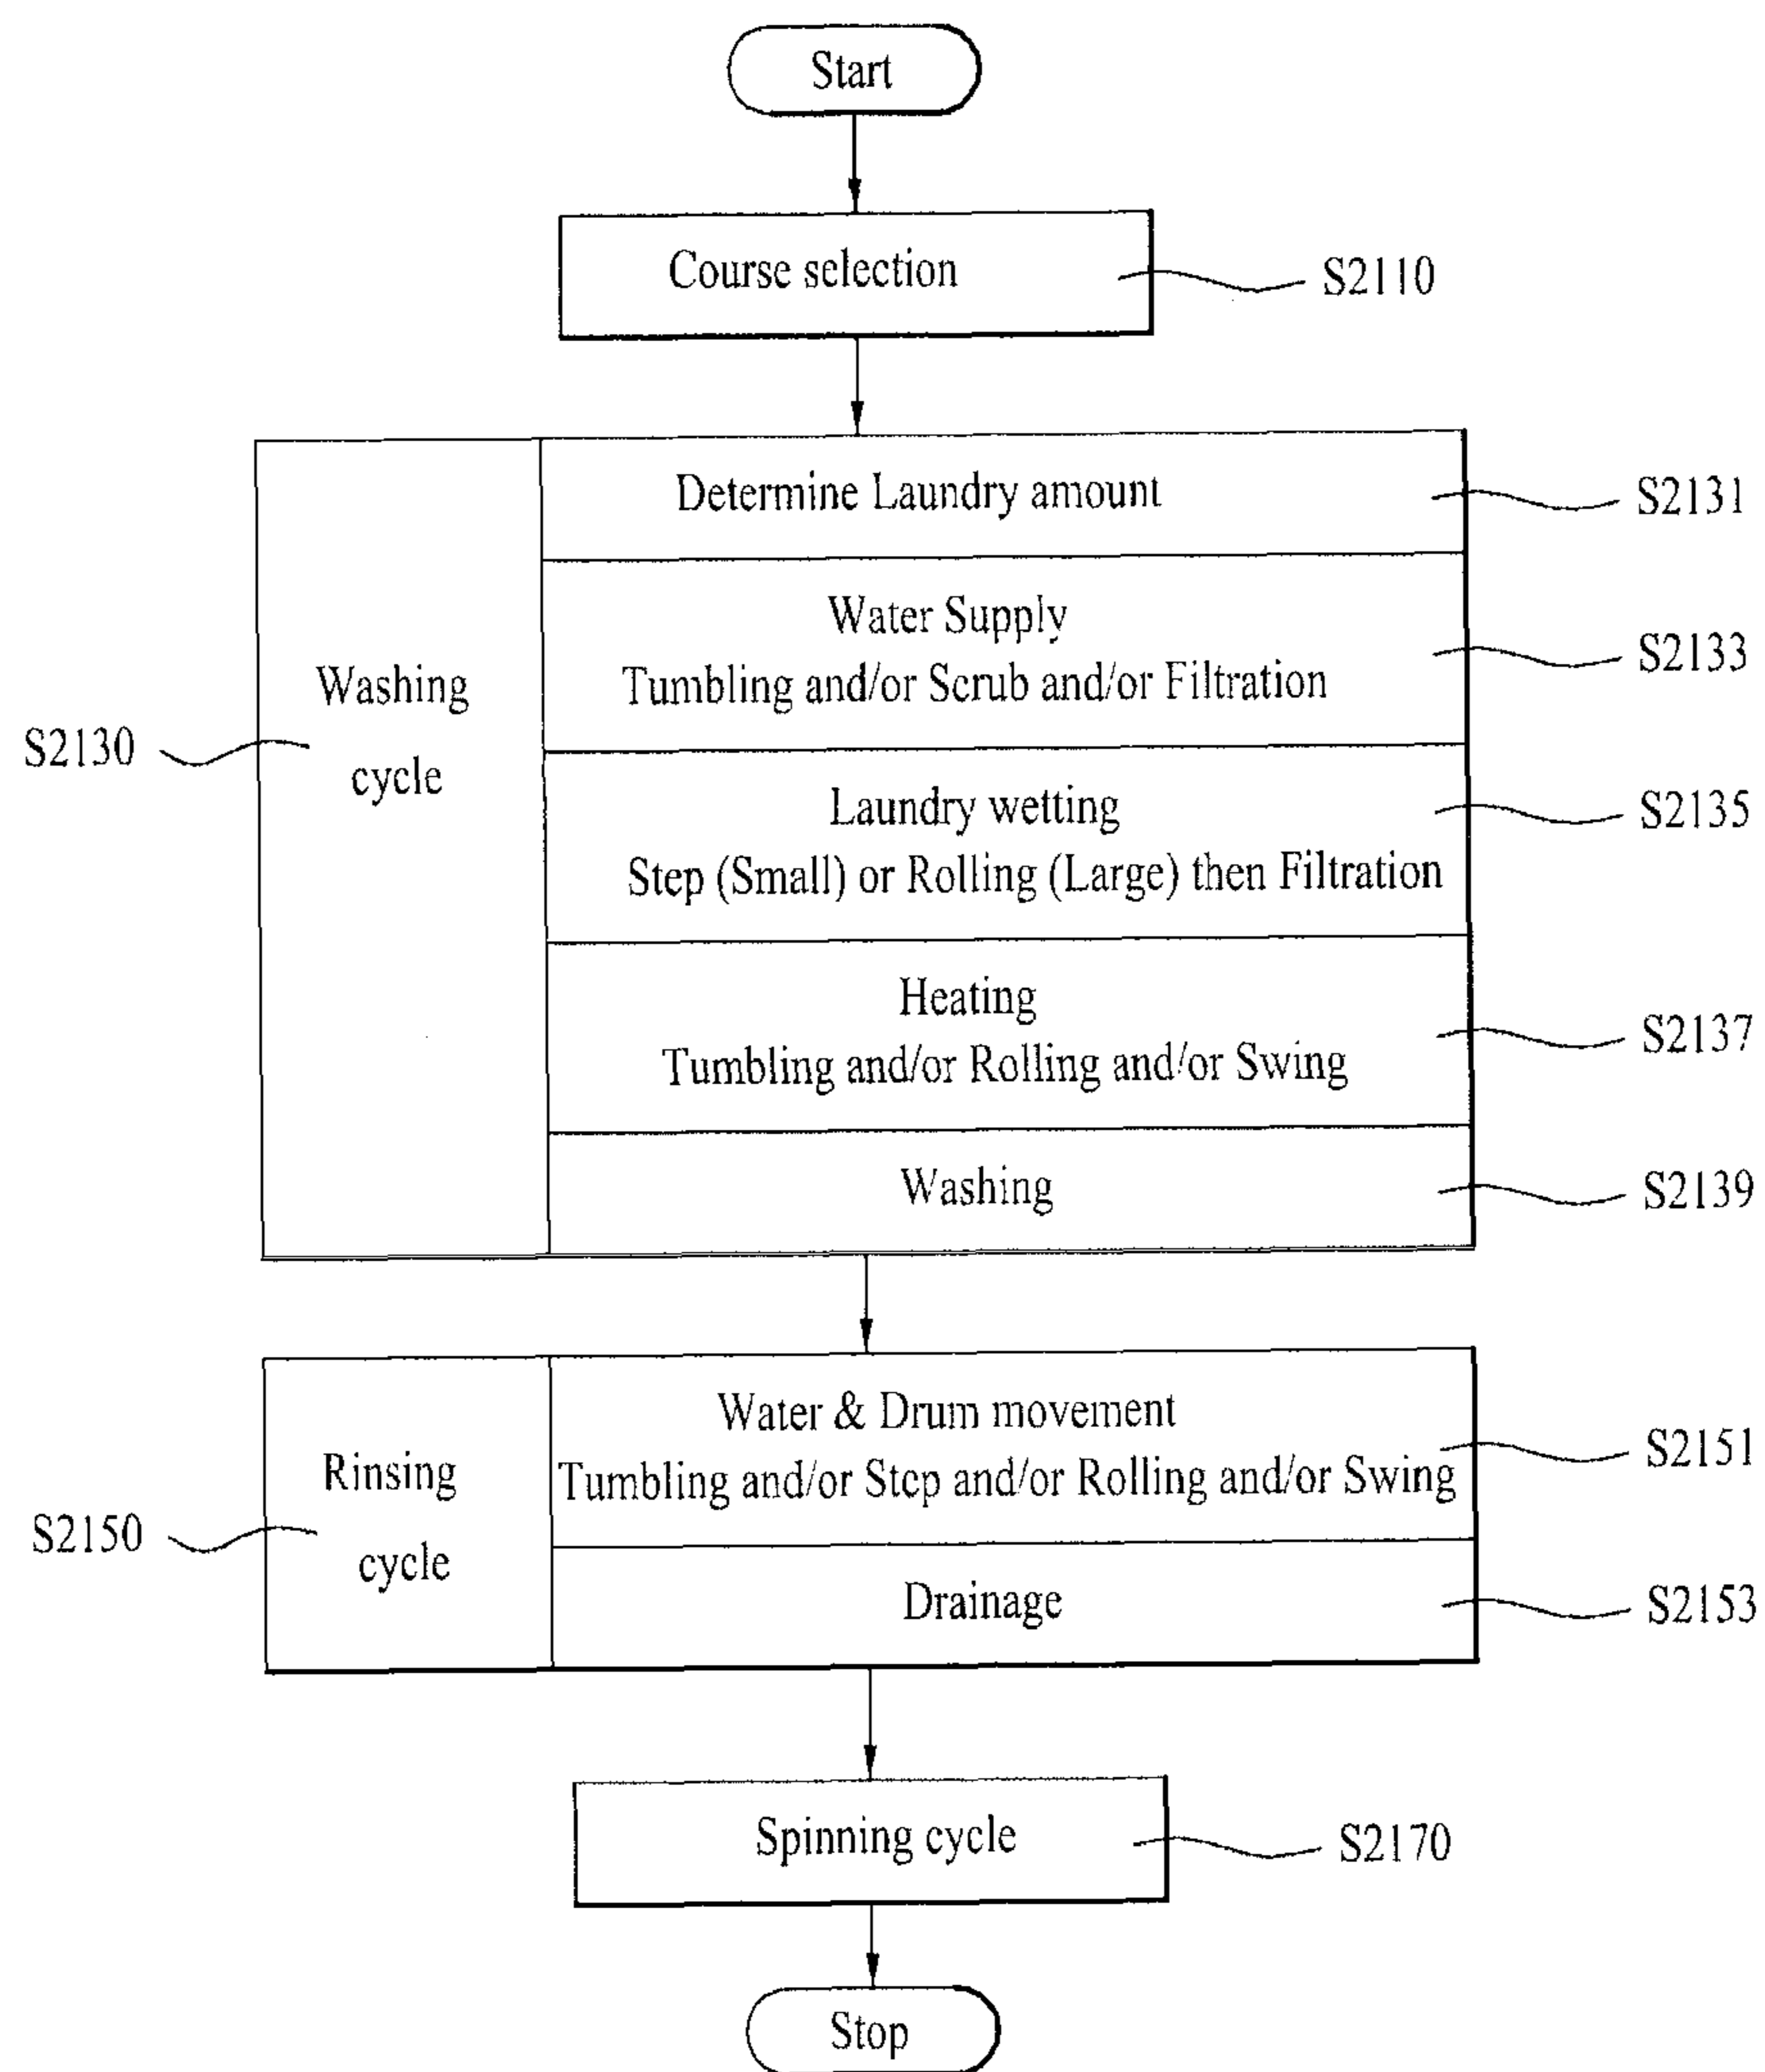 Start
Course selection
S2110
Determine Laundry amount
S2131
Water Supply
Tumbling and/or Scrub and/or Filtration
S2133
Washing
cycle
S2130
Laundry wetting
Step (Small) or Rolling (Large) then Filtration
S2135
Heating
Tumbling and/or Rolling and/or Swing
S2137
Washing
S2139
Water & Drum movement
Tumbling and/or Step and/or Rolling and/or Swing
S2151
Rinsing
cycle
S2150
Drainage
S2153
Spinning cycle
S2170
Stop